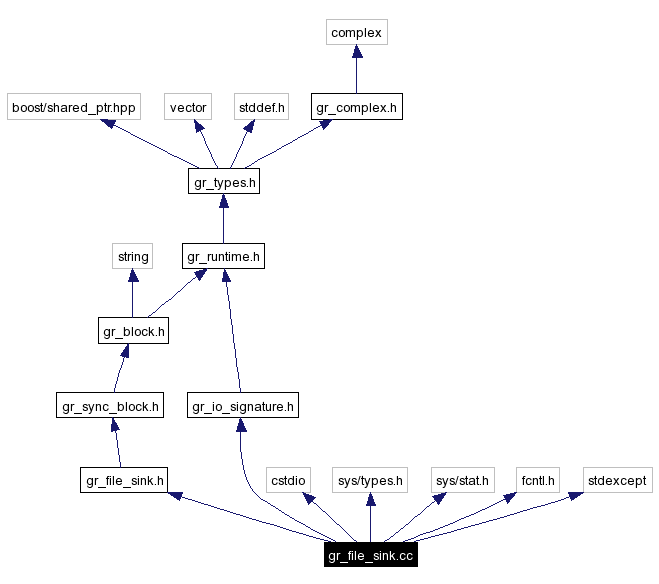 complex
boost/shared_ptr.hpp
vector
stddef.h
gr_complex.h
gr_types.h
string
gr_runtime.h
gr_block.h
gr_sync_block.h
gr_io_signature.h
gr_file_sink.h
cstdio
sys/types.h
sys/stat.h
fcntl.h
stdexcept
gr_file_sink.cc